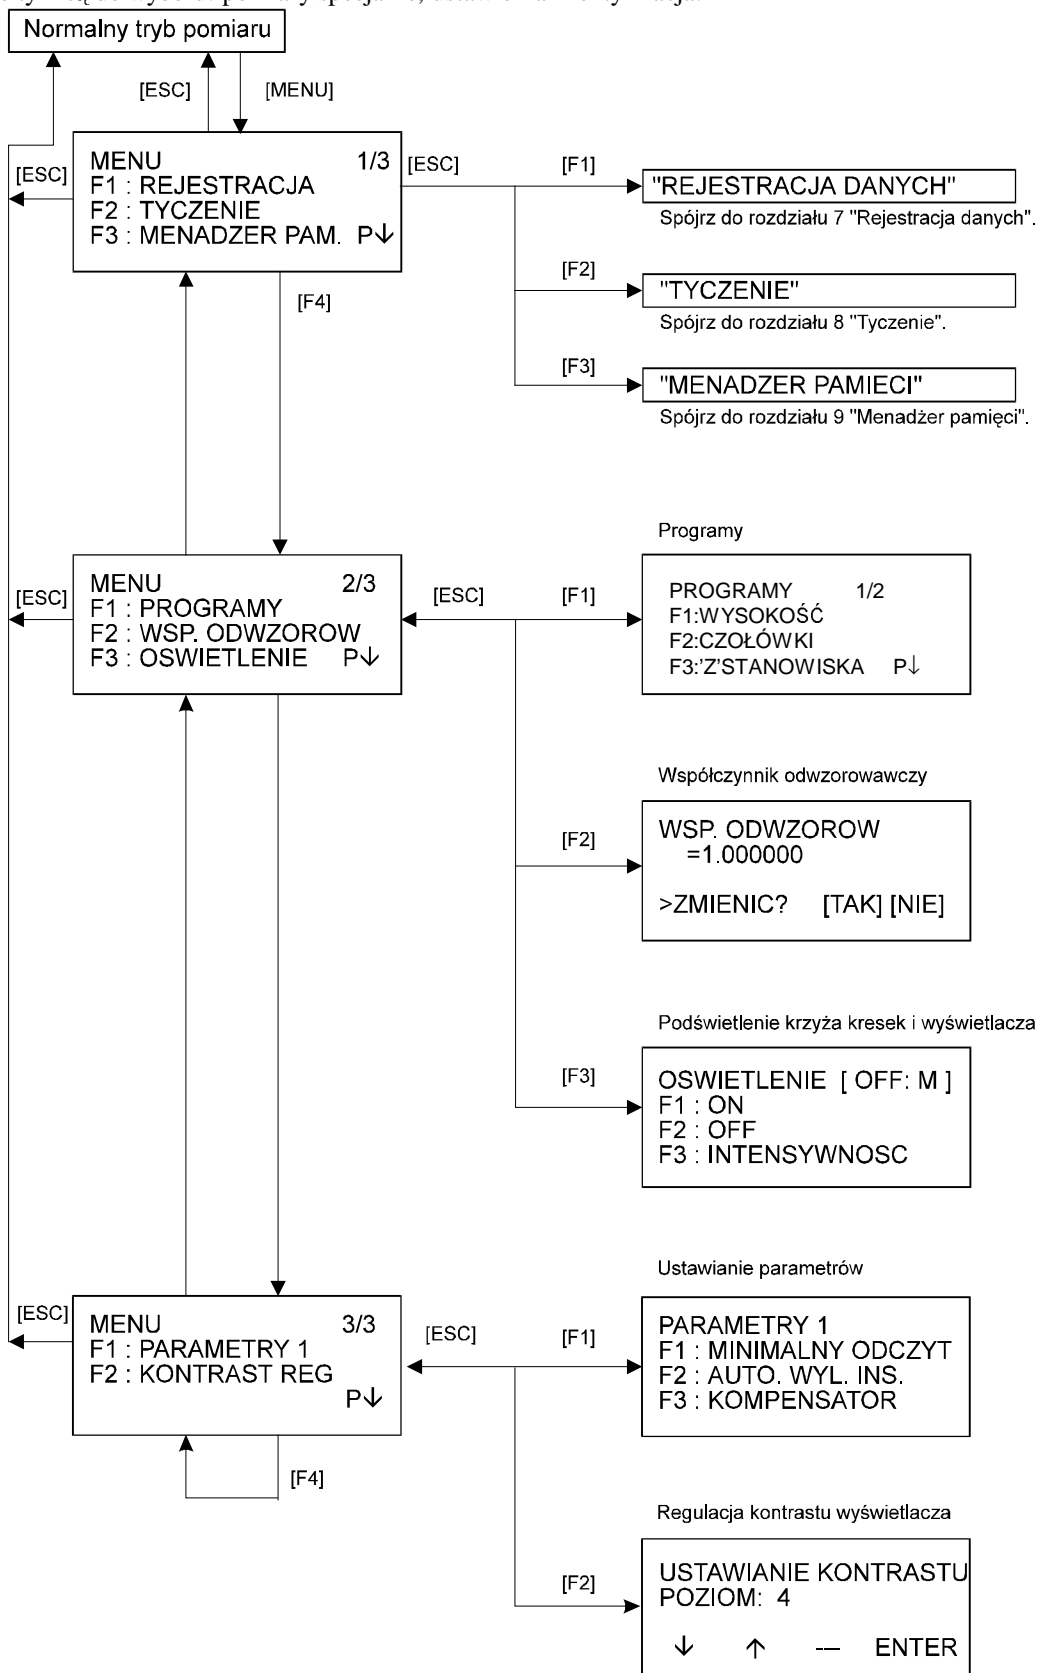 Normalny tryb pomiaru
[ESC] [MENU]
[ESC]
MENU 1/3
F1 : REJESTRACJA
F2 : TYCZENIE
F3 : MENADZER PAM. P↓
[ESC] [F1]
"REJESTRACJA DANYCH"
Spójrz do rozdziału 7 "Rejestracja danych".
[F2]
"TYCZENIE"
Spójrz do rozdziału 8 "Tyczenie".
[F4]
[F3]
"MENADZER PAMIECI"
Spójrz do rozdziału 9 "Menadżer pamięci".
Programy
[ESC]
MENU 2/3
F1 : PROGRAMY
F2 : WSP. ODWZOROW
F3 : OSWIETLENIE P↓
[ESC] [F1]
PROGRAMY 1/2
F1:WYSOKOŚĆ
F2:CZOŁÓWKI
F3:'Z'STANOWISKA P↓
Współczynnik odwzorowawczy
[F2]
WSP. ODWZOROW
=1.000000
>ZMIENIC? [TAK] [NIE]
Podświetlenie krzyża kresek i wyświetlacza
[F3]
OSWIETLENIE [ OFF: M ]
F1 : ON
F2 : OFF
F3 : INTENSYWNOSC
Ustawianie parametrów
[ESC]
MENU 3/3
F1 : PARAMETRY 1
F2 : KONTRAST REG
P↓
[ESC] [F1]
PARAMETRY 1
F1 : MINIMALNY ODCZYT
F2 : AUTO. WYL. INS.
F3 : KOMPENSATOR
[F4]
Regulacja kontrastu wyświetlacza
[F2]
USTAWIANIE KONTRASTU
POZIOM: 4
↓ ↑ --- ENTER